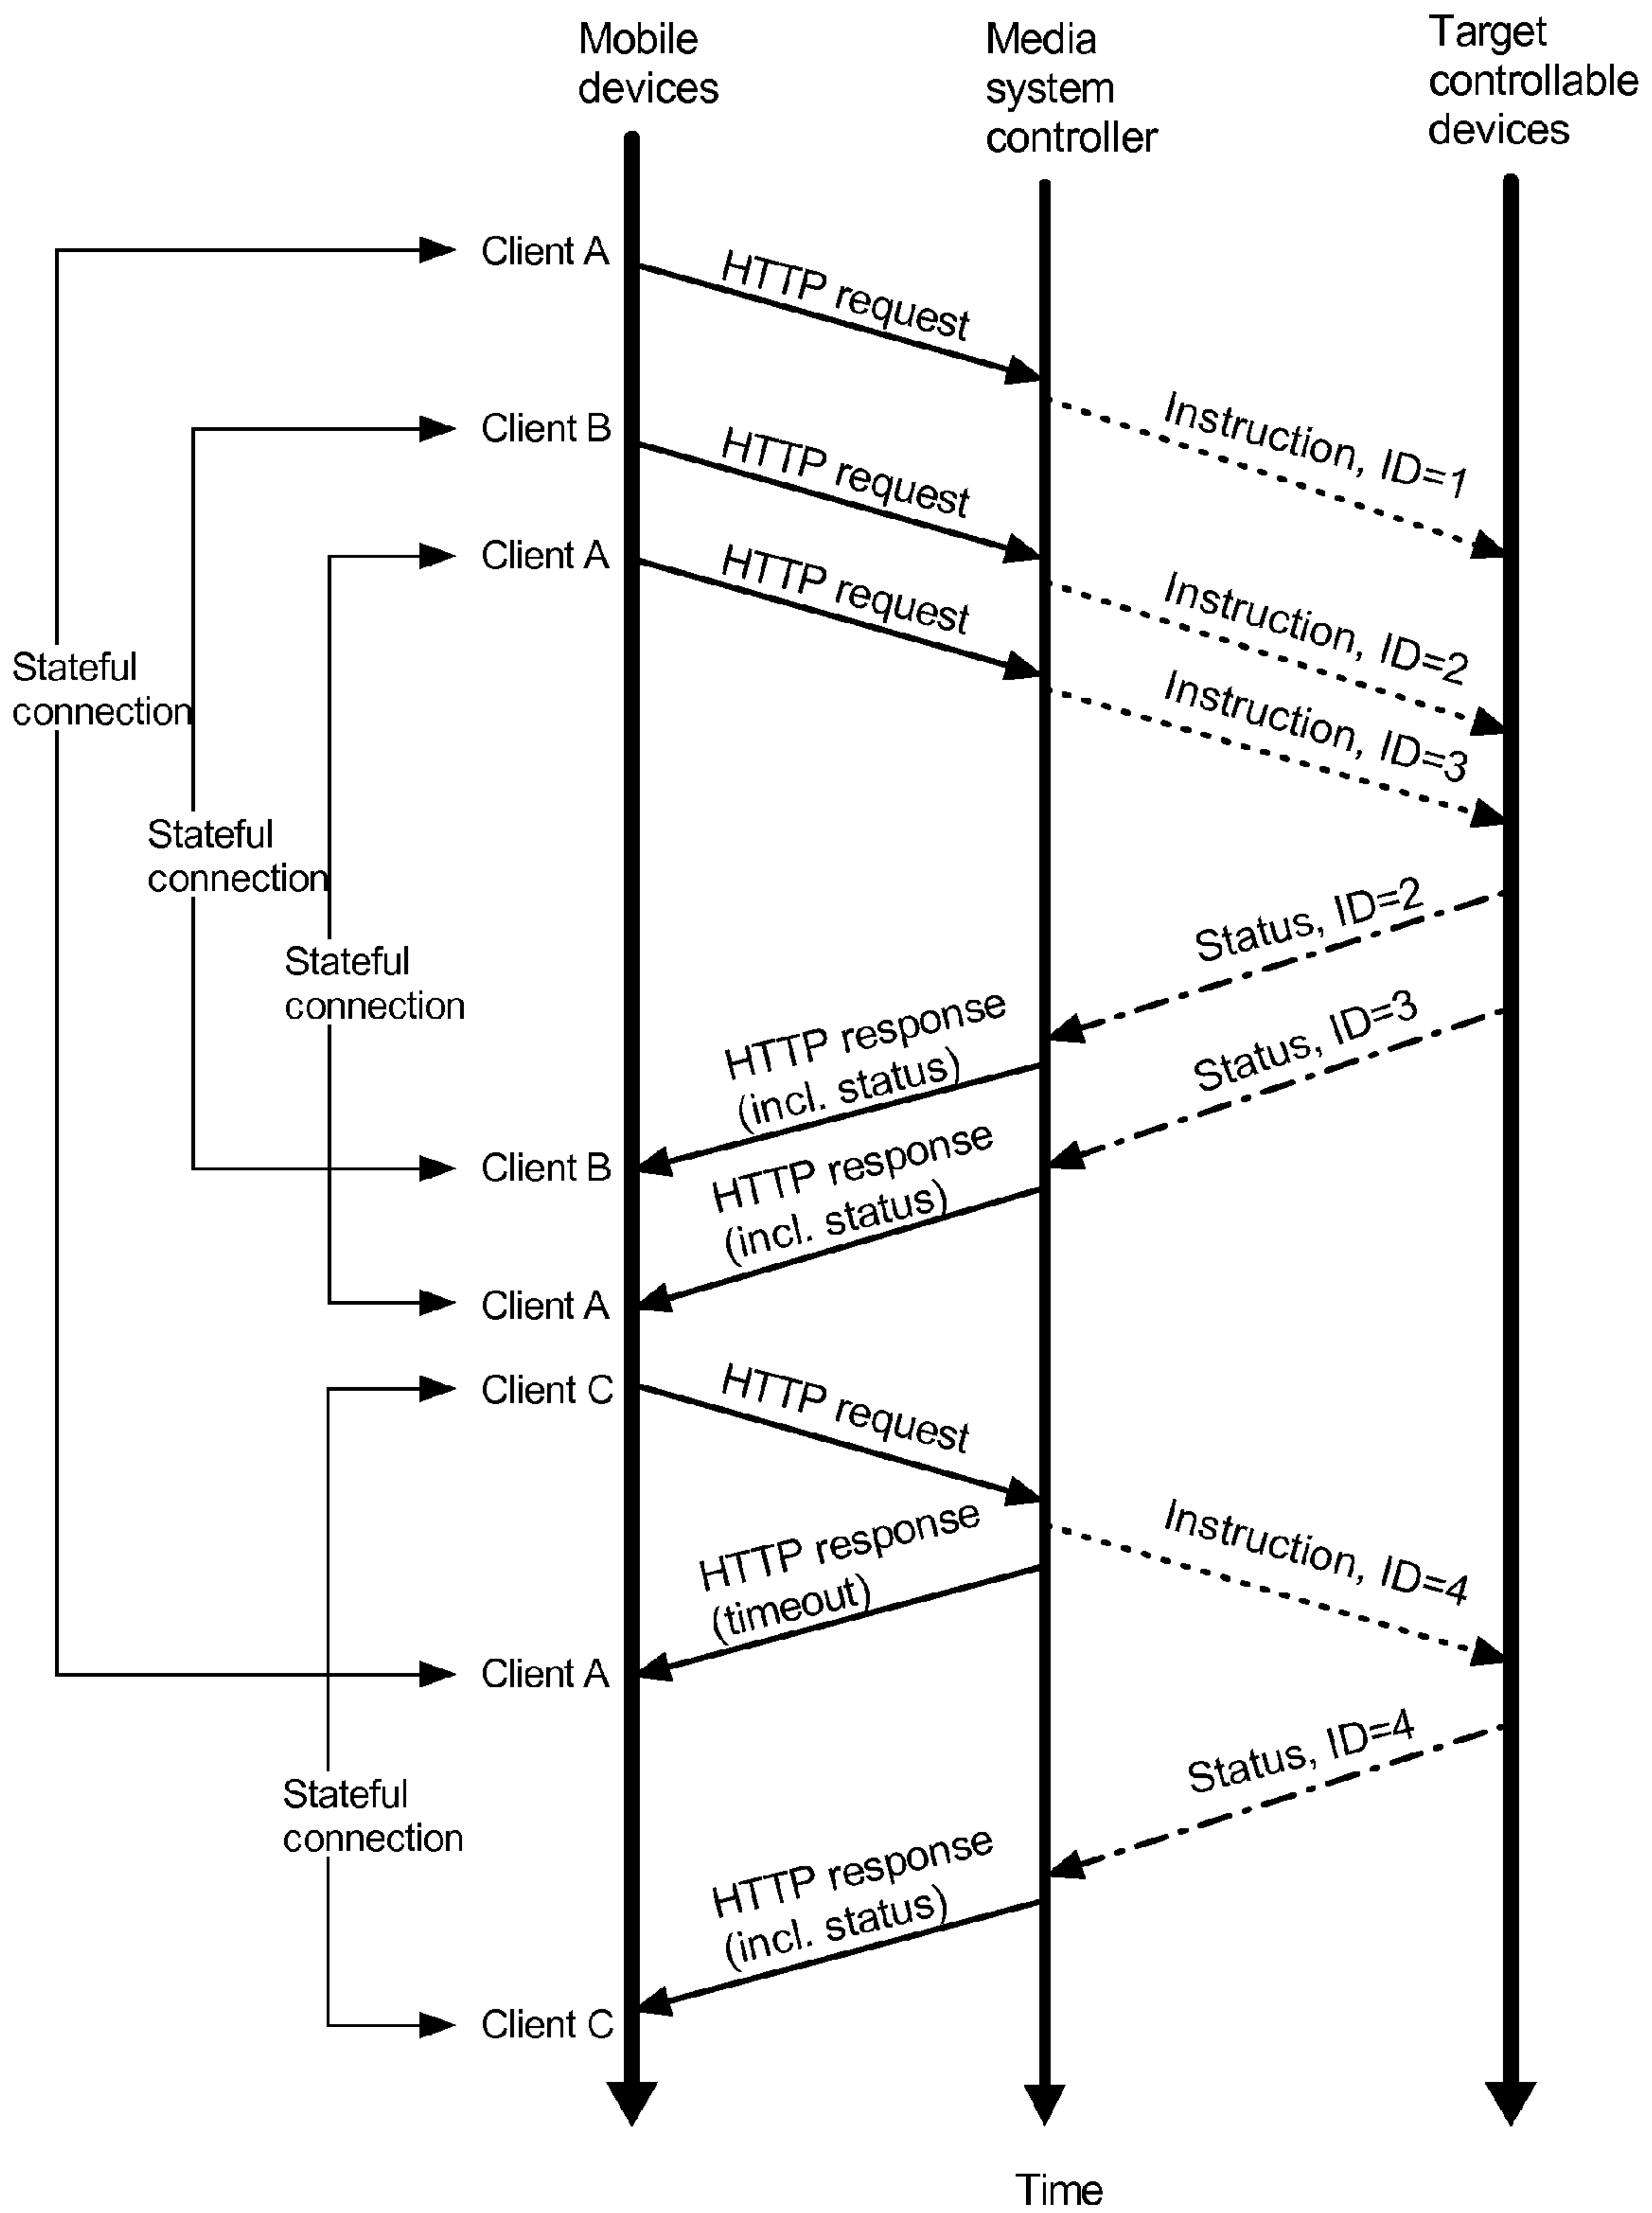 Mobile
devices
Media
system
controller
Target
controllable
devices
Client A
HTTP request
Instruction, ID=1
Client B
HTTP request
Instruction, ID=2
Client A
HTTP request
Instruction, ID=3
Stateful
connection
Stateful
connection
Stateful
connection
Status, ID=2
HTTP response
(incl. status)
Client B
Status, ID=3
HTTP response
(incl. status)
Client A
Client C
HTTP request
Instruction, ID=4
HTTP response
(timeout)
Client A
Status, ID=4
Stateful
connection
HTTP response
(incl. status)
Client C
Time